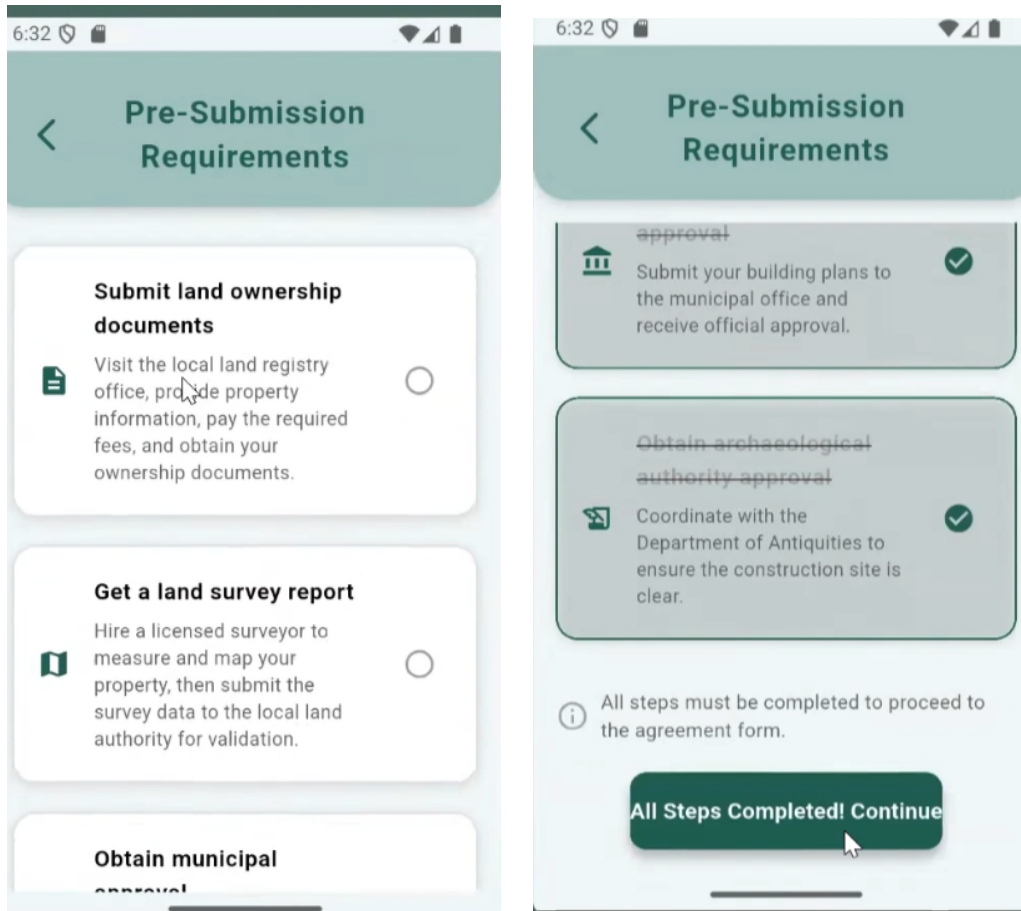 6:32
Pre-Submission
Requirements
Submit land ownership
documents
Visit the local land registry
office, provide property
information, pay the required
fees, and obtain your
ownership documents.
Get a land survey report
Hire a licensed surveyor to
measure and map your
property, then submit the
survey data to the local land
authority for validation.
Obtain municipal
approval
6:32
Pre-Submission
Requirements
approval
Submit your building plans to
the municipal office and
receive official approval.
Obtain archaeological
authority approval
Coordinate with the
Department of Antiquities to
ensure the construction site is
clear.
All steps must be completed to proceed to
the agreement form.
All Steps Completed! Continue